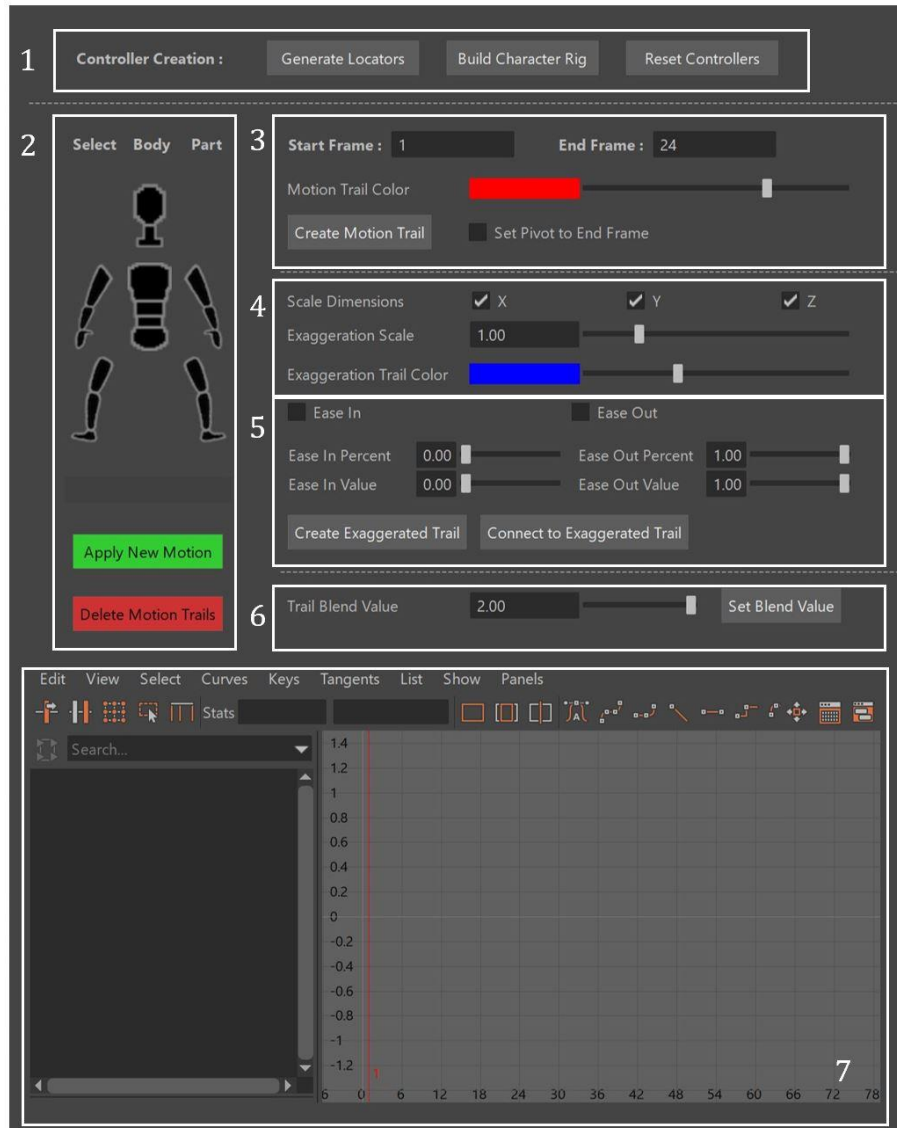 1
Controller Creation : Generate Locators Build Character Rig Reset Controllers
2
Select Body Part
3
Start Frame : 1 End Frame : 24
Motion Trail Color
Create Motion Trail Set Pivot to End Frame
4
Scale Dimensions X Y Z
Exaggeration Scale 1.00
Exaggeration Trail Color
5
Ease In Ease Out
Ease In Percent 0.00 Ease Out Percent 1.00
Ease In Value 0.00 Ease Out Value 1.00
Create Exaggerated Trail Connect to Exaggerated Trail
Apply New Motion
Delete Motion Trails
6
Trail Blend Value 2.00 Set Blend Value
Edit View Select Curves Keys Tangents List Show Panels
Stats
Search...
1.4
1.2
1
0.8
0.6
0.4
0.2
0
-0.2
-0.4
-0.6
-0.8
-1
-1.2
1
7
6 0 6 12 18 24 30 36 42 48 54 60 66 72 78